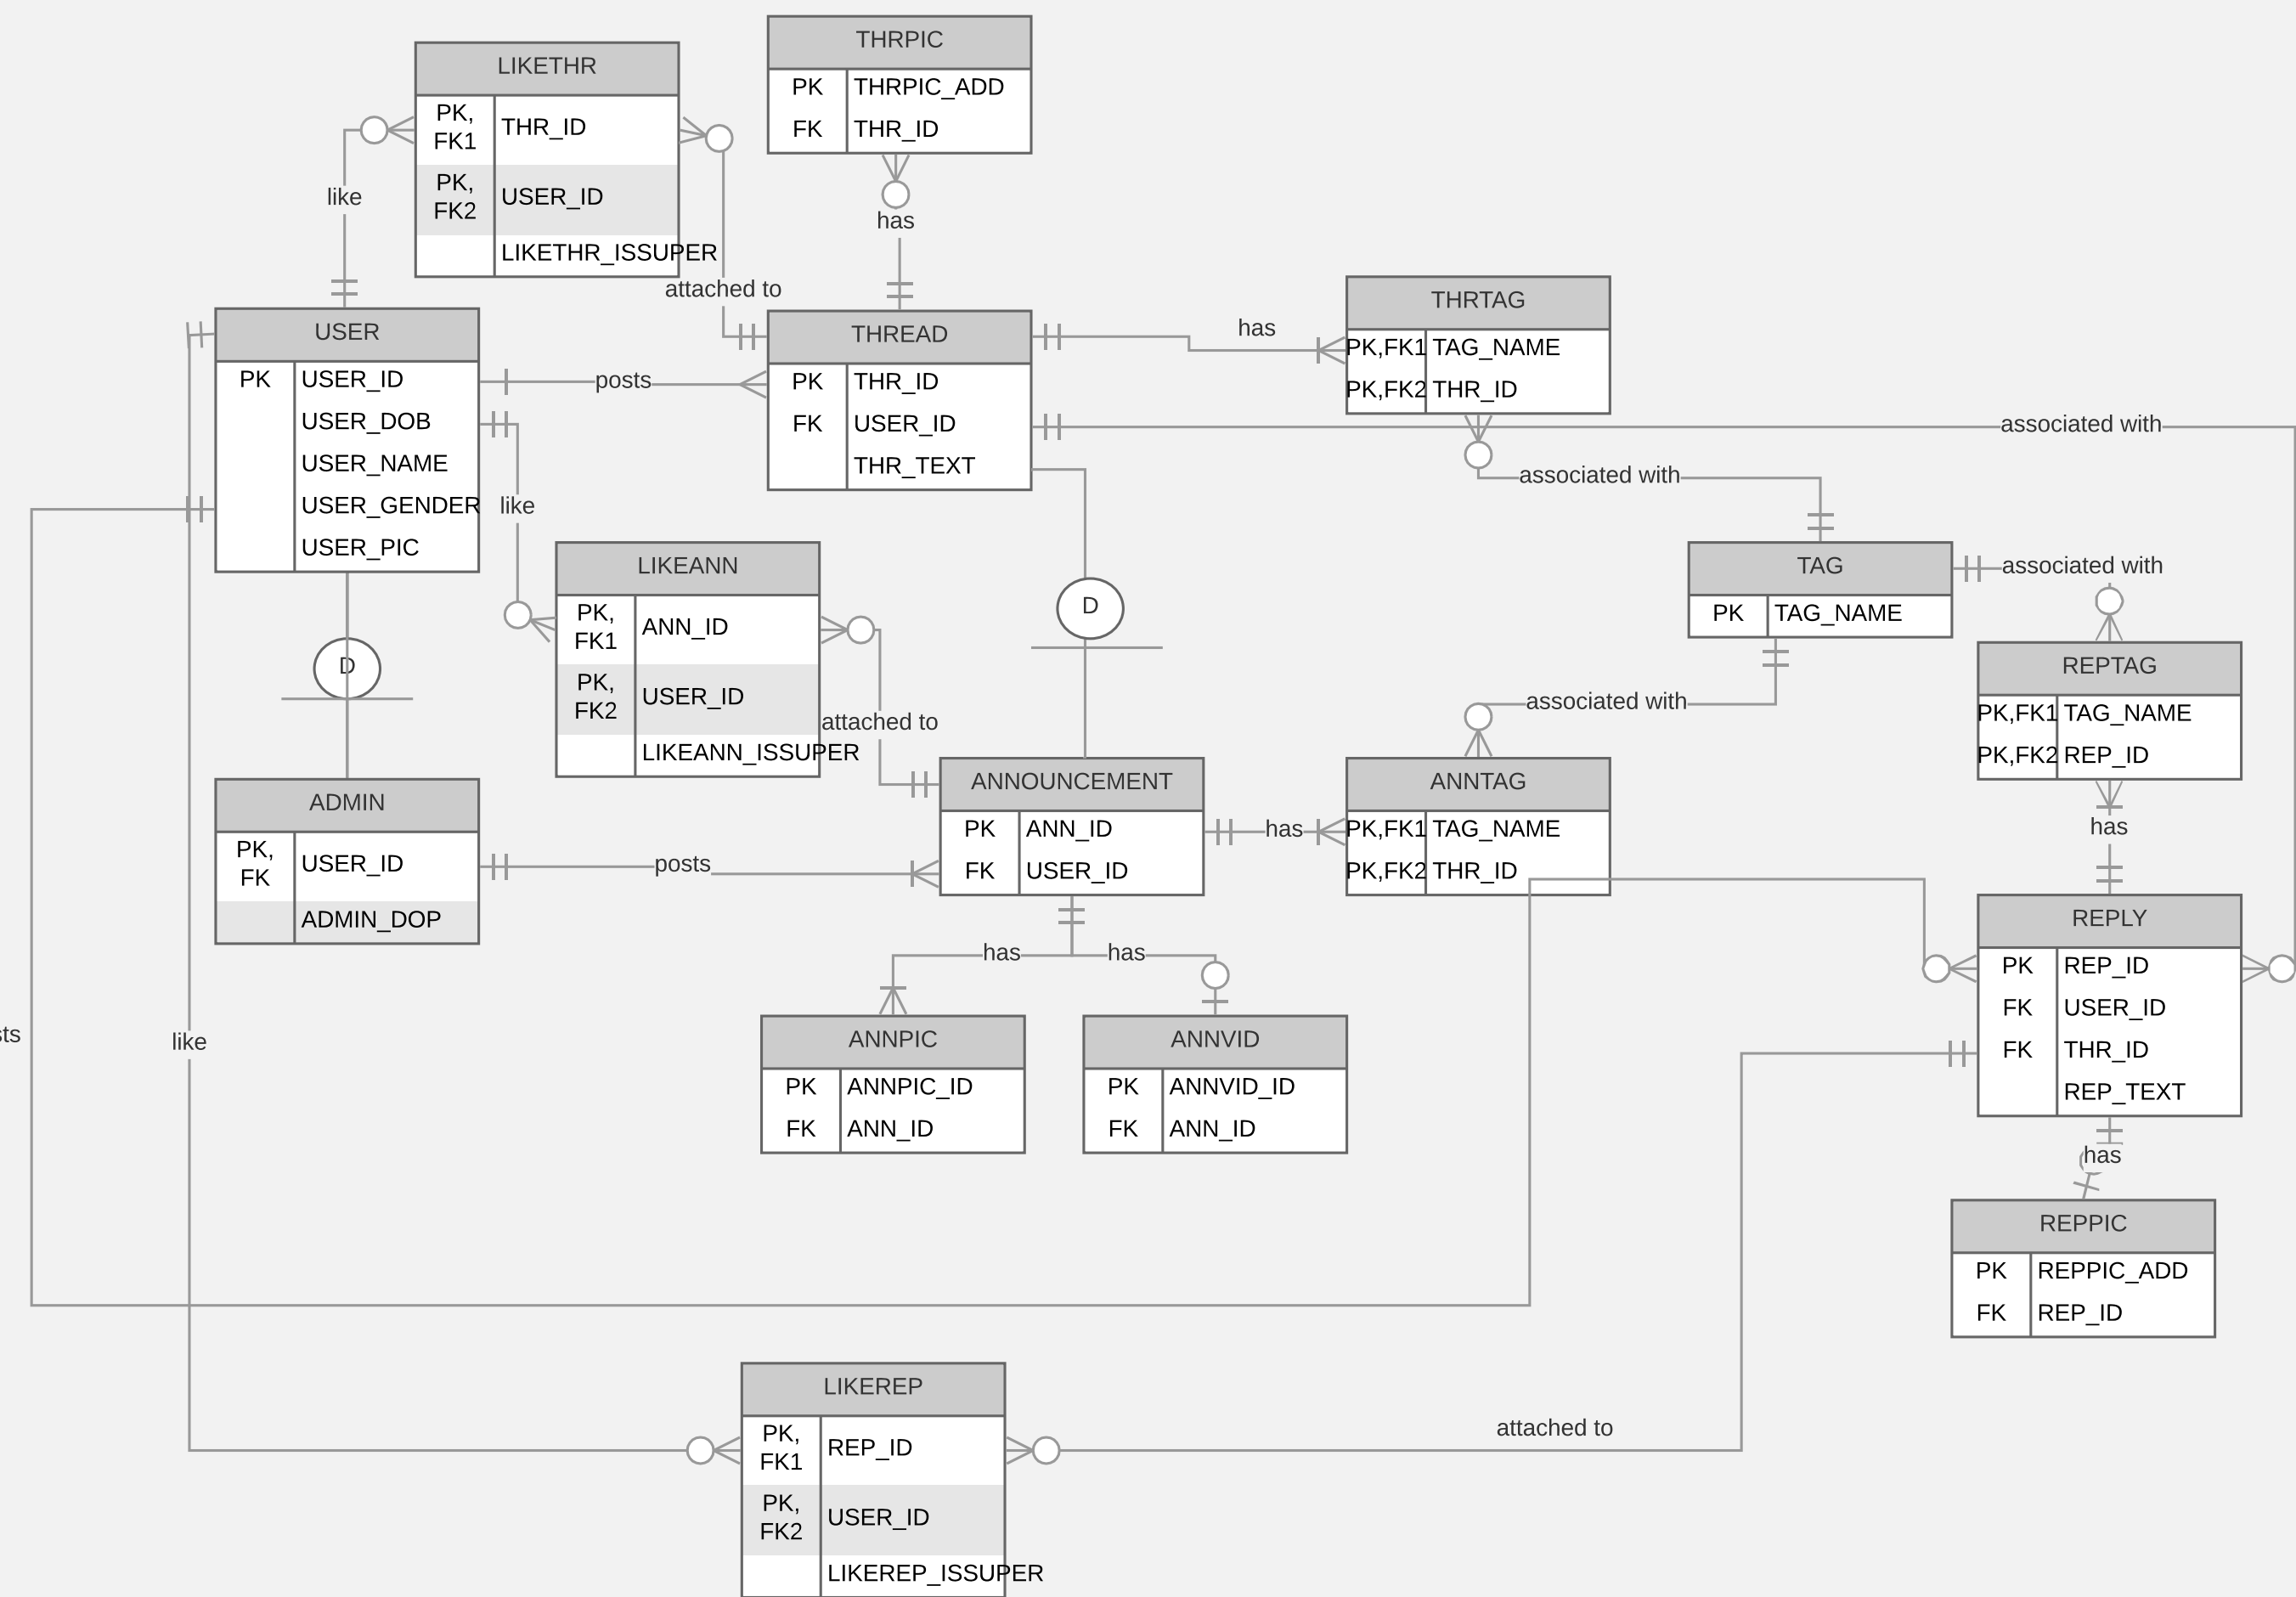 THRPIC
PK THRPIC_ADD
FK THR_ID
LIKETHR
PK, FK1 THR_ID
PK, FK2 USER_ID
LIKETHR_ISSUPER
like
has
attached to
USER
PK USER_ID
USER_DOB
USER_NAME
USER_GENDER
USER_PIC
posts
THREAD
PK THR_ID
FK USER_ID
THR_TEXT
has
THRTAG
PK,FK1 TAG_NAME
PK,FK2 THR_ID
associated with
associated with
like
D
LIKEANN
PK, FK1 ANN_ID
PK, FK2 USER_ID
LIKEANN_ISSUPER
attached to
D
TAG
PK TAG_NAME
associated with
associated with
REPTAG
PK,FK1 TAG_NAME
PK,FK2 REP_ID
has
ADMIN
PK, FK USER_ID
ADMIN_DOP
posts
ANNOUNCEMENT
PK ANN_ID
FK USER_ID
has
ANNTAG
PK,FK1 TAG_NAME
PK,FK2 THR_ID
has
has
REPLY
PK REP_ID
FK USER_ID
FK THR_ID
REP_TEXT
ANNPIC
PK ANNPIC_ID
FK ANN_ID
ANNVID
PK ANNVID_ID
FK ANN_ID
sts
like
has
REPPIC
PK REPPIC_ADD
FK REP_ID
LIKEREP
PK, FK1 REP_ID
PK, FK2 USER_ID
LIKEREP_ISSUPER
attached to